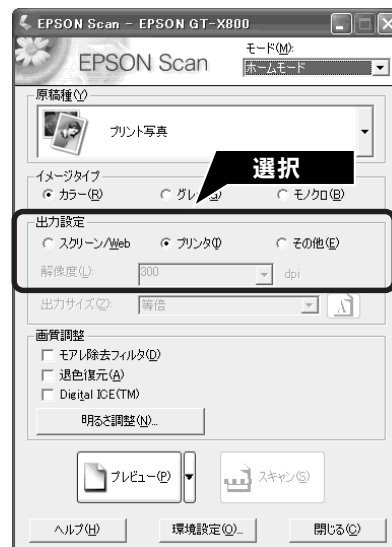 EPSON Scan - EPSON GT-X800
EPSON Scan
モード(M):
ホームモード
原稿種(Y)
プリント写真
選択
イメージタイプ
カラー(R)
モノクロ(B)
出力設定
スクリーン/Web プリンタ(I) その他(E)
解像度(L): 300 dpi
出力サイズ(Z): 等倍
画質調整
モアレ除去フィルタ(D)
退色復元(A)
Digital ICE(TM)
明るさ調整(N)...
プレビュー(P) スキャン(S)
ヘルプ(H) 環境設定(O)... 閉じる(C)